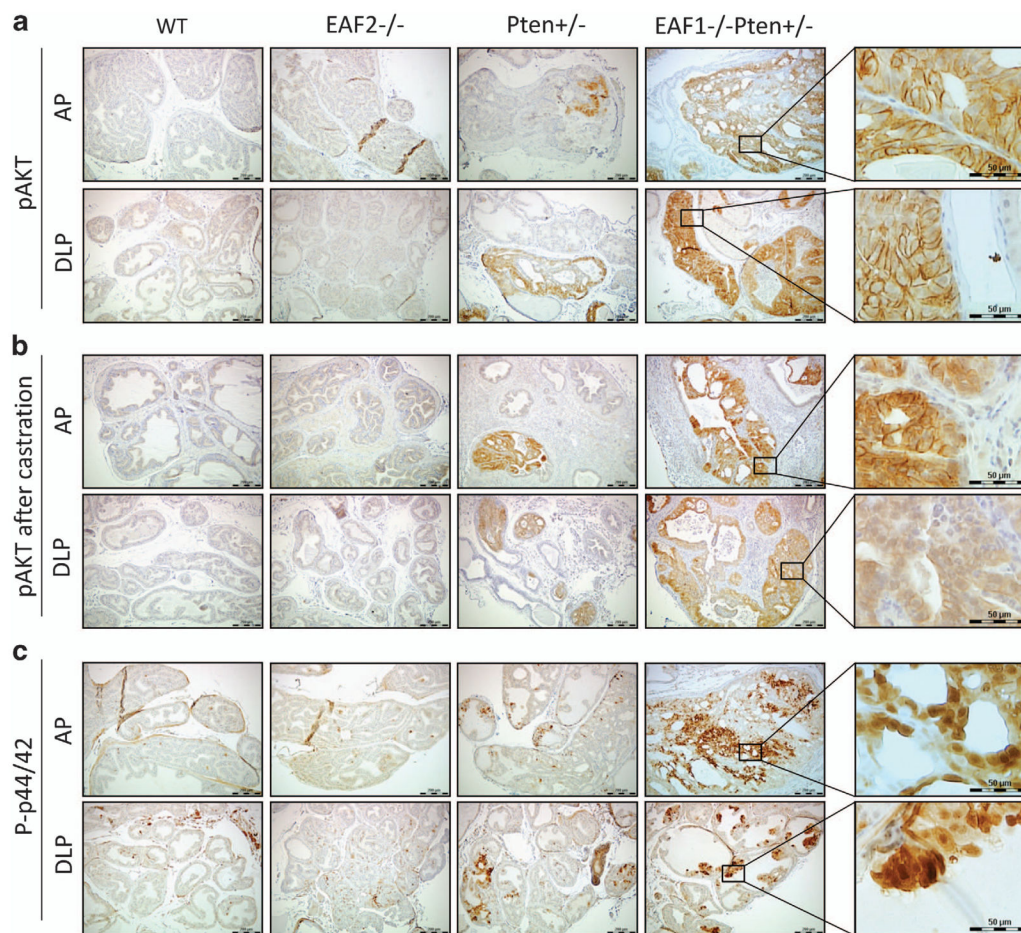 a
WT
EAF2-/-
Pten+/-
EAF1-/-Pten+/-
pAKT
AP
50 µm
DLP
50 µm
b
pAKT after castration
AP
50 µm
DLP
50 µm
c
P-p44/42
AP
50 µm
DLP
50 µm